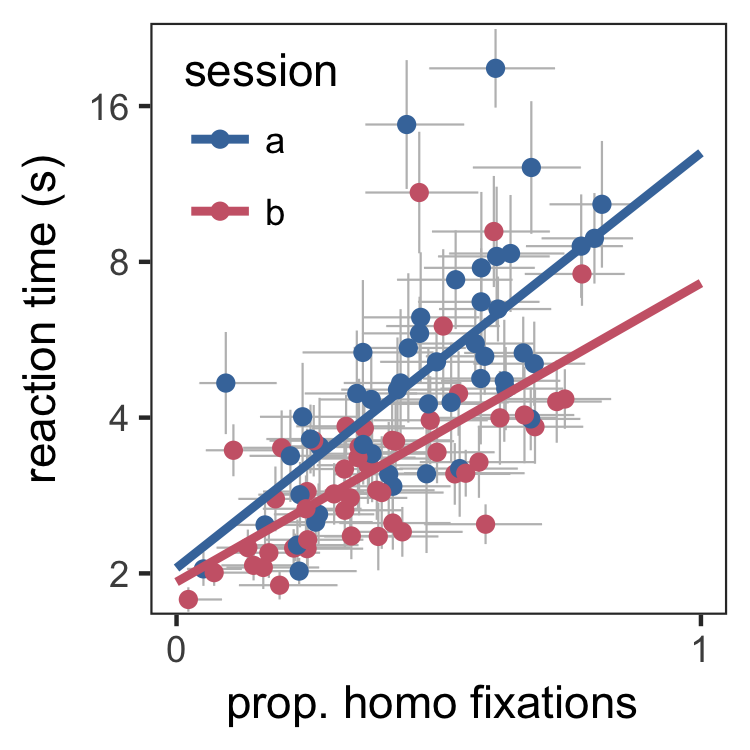 session
a
b
16
8
4
2
reaction time (s)
0
1
prop. homo fixations